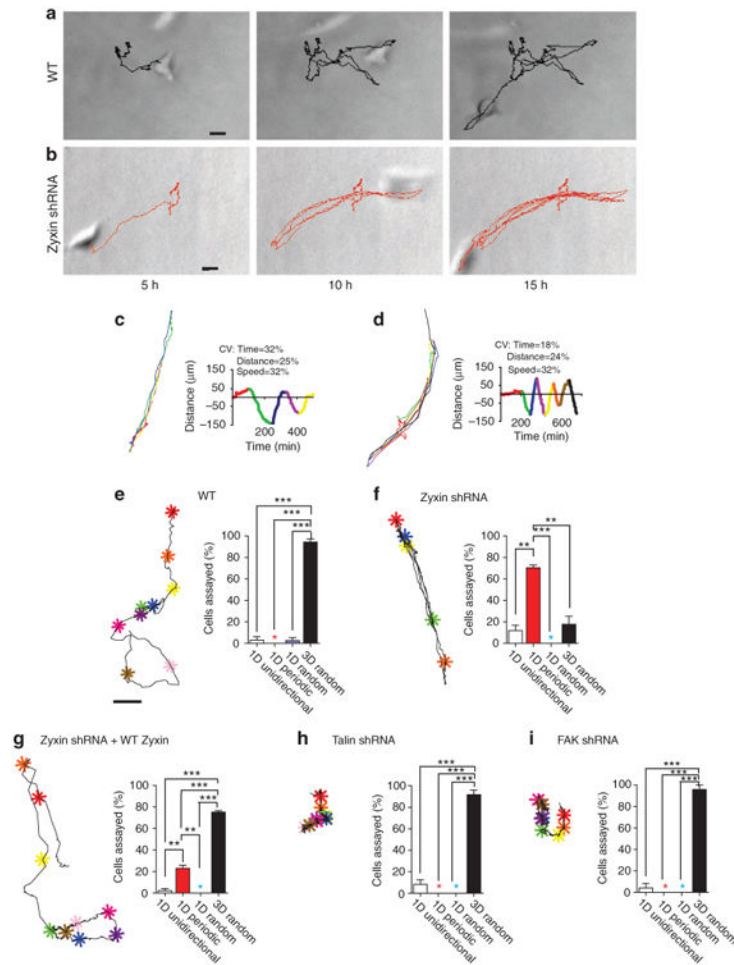 a
WT
b
Zyxin shRNA
5 h
10 h
15 h
c
CV: Time=32%
Distance=25%
Speed=32%
Distance (μm)
150
50
−50
−150
200
400
Time (min)
d
CV: Time=18%
Distance=24%
Speed=32%
Distance (μm)
150
50
−50
−150
200
600
Time (min)
e
WT
***
***
***
Cells assayed (%)
100
80
60
40
20
0
*
1D unidirectional
1D periodic
1D random
3D random
f
Zyxin shRNA
**
***
**
Cells assayed (%)
100
80
60
40
20
0
*
1D unidirectional
1D periodic
1D random
3D random
g
Zyxin shRNA + WT Zyxin
***
***
***
**
**
Cells assayed (%)
100
80
60
40
20
0
*
1D unidirectional
1D periodic
1D random
3D random
h
Talin shRNA
***
***
***
Cells assayed (%)
100
80
60
40
20
0
*
*
1D unidirectional
1D periodic
1D random
3D random
i
FAK shRNA
***
***
***
Cells assayed (%)
100
80
60
40
20
0
*
*
1D unidirectional
1D periodic
1D random
3D random